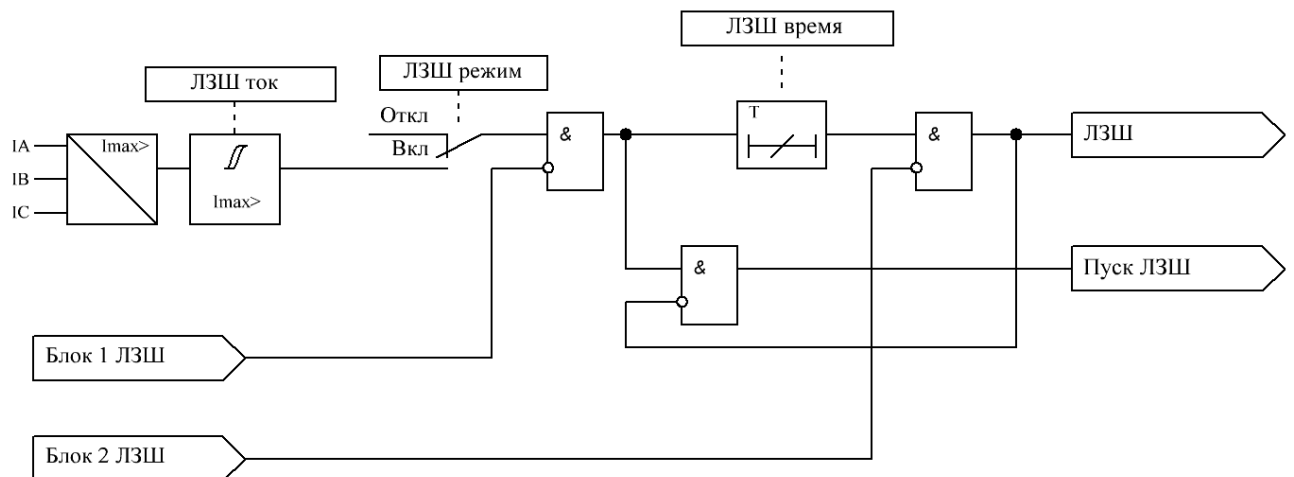 ЛЗШ время
ЛЗШ режим
ЛЗШ ток
Откл
Вкл
IA
IB
IC
Imax>
Imax>
&
T
&
ЛЗШ
&
Пуск ЛЗШ
Блок 1 ЛЗШ
Блок 2 ЛЗШ